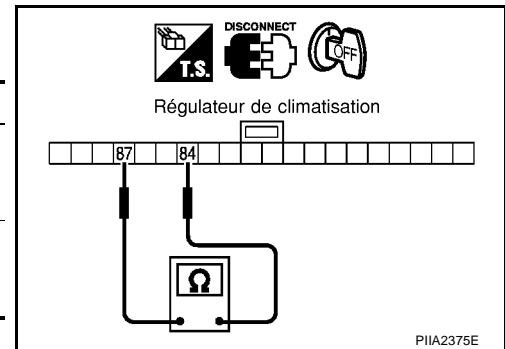 DISCONNECT
T.S.
OFF
Régulateur de climatisation
87 84
Ω
PIIA2375E